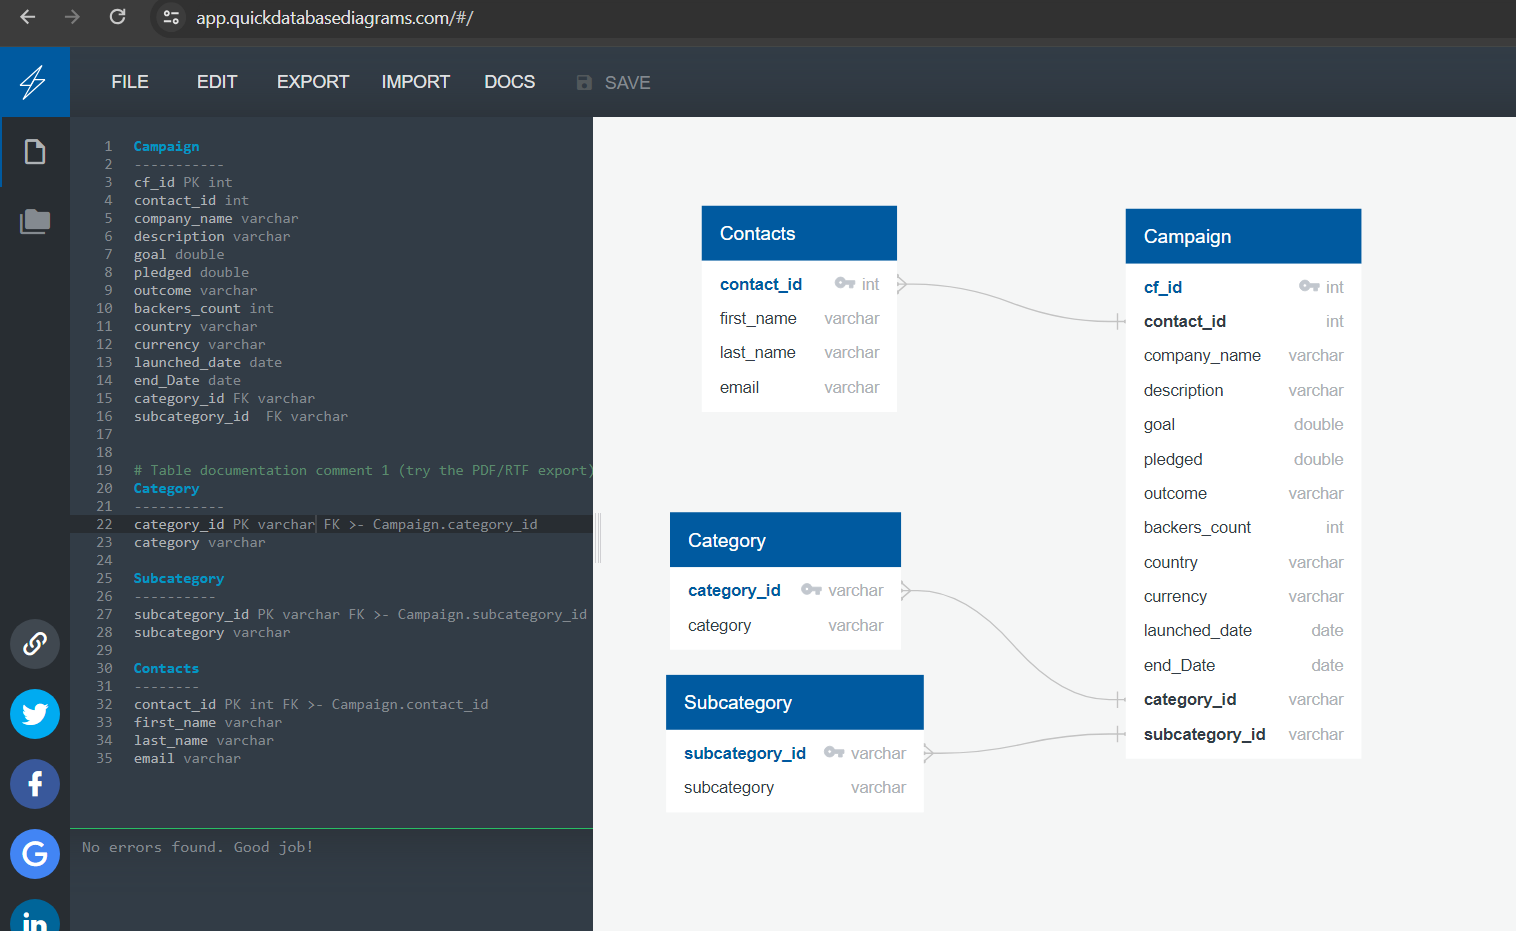 app.quickdatabasediagrams.com/#/
FILE EDIT EXPORT IMPORT DOCS SAVE
1 Campaign
2 -----------
3 cf_id PK int
4 contact_id int
5 company_name varchar
6 description varchar
7 goal double
8 pledged double
9 outcome varchar
10 backers_count int
11 country varchar
12 currency varchar
13 launched_date date
14 end_Date date
15 category_id FK varchar
16 subcategory_id  FK varchar
17
18
19 # Table documentation comment 1 (try the PDF/RTF export)
20 Category
21 -----------
22 category_id PK varchar FK >- Campaign.category_id
23 category varchar
24
25 Subcategory
26 ----------
27 subcategory_id PK varchar FK >- Campaign.subcategory_id
28 subcategory varchar
29
30 Contacts
31 --------
32 contact_id PK int FK >- Campaign.contact_id
33 first_name varchar
34 last_name varchar
35 email varchar
No errors found. Good job!
G
in
Contacts
contact_id int
first_name varchar
last_name varchar
email varchar
Category
category_id varchar
category varchar
Subcategory
subcategory_id varchar
subcategory varchar
Campaign
cf_id int
contact_id int
company_name varchar
description varchar
goal double
pledged double
outcome varchar
backers_count int
country varchar
currency varchar
launched_date date
end_Date date
category_id varchar
subcategory_id varchar